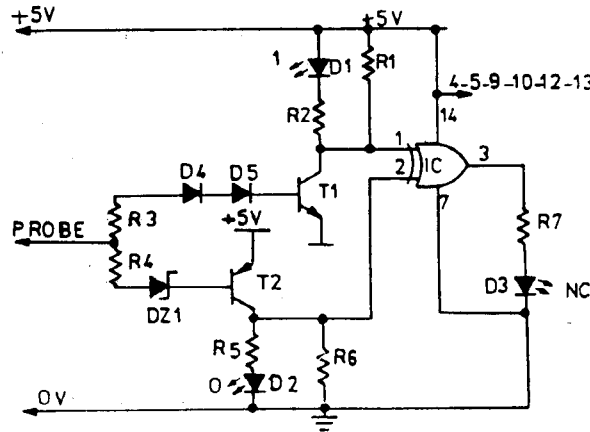 +5V
+5V
1
D1
R1
4-5-9-10-12-13
R2
14
1
IC
3
2
D4
D5
T1
7
R3
+5V
R7
PROBE
R4
T2
D3
NC
DZ1
R5
R6
0
D2
0V